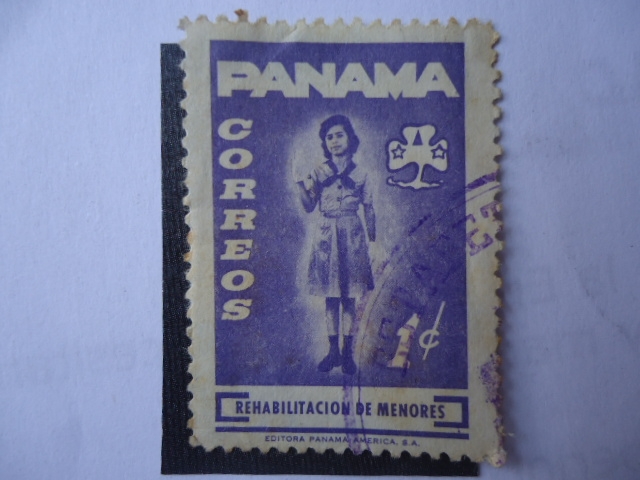 PANAMA
CORREOS
1¢
REHABILITACION DE MENORES
EDITORA PANAMA AMERICA, S.A.